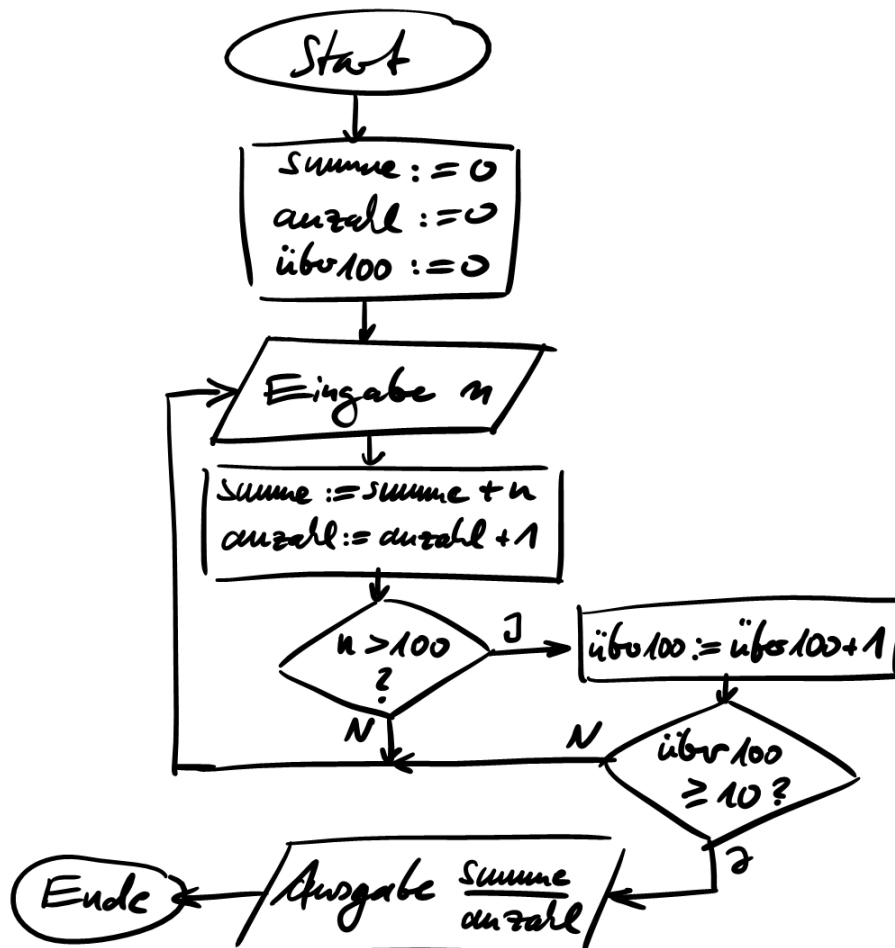 Start
summe := 0
anzahl := 0
über100 := 0
Eingabe n
summe := summe + n
anzahl := anzahl + 1
n > 100
?
J
über100 := über100 + 1
N
N
über100
≥ 10 ?
J
Ausgabe summe
anzahl
Ende